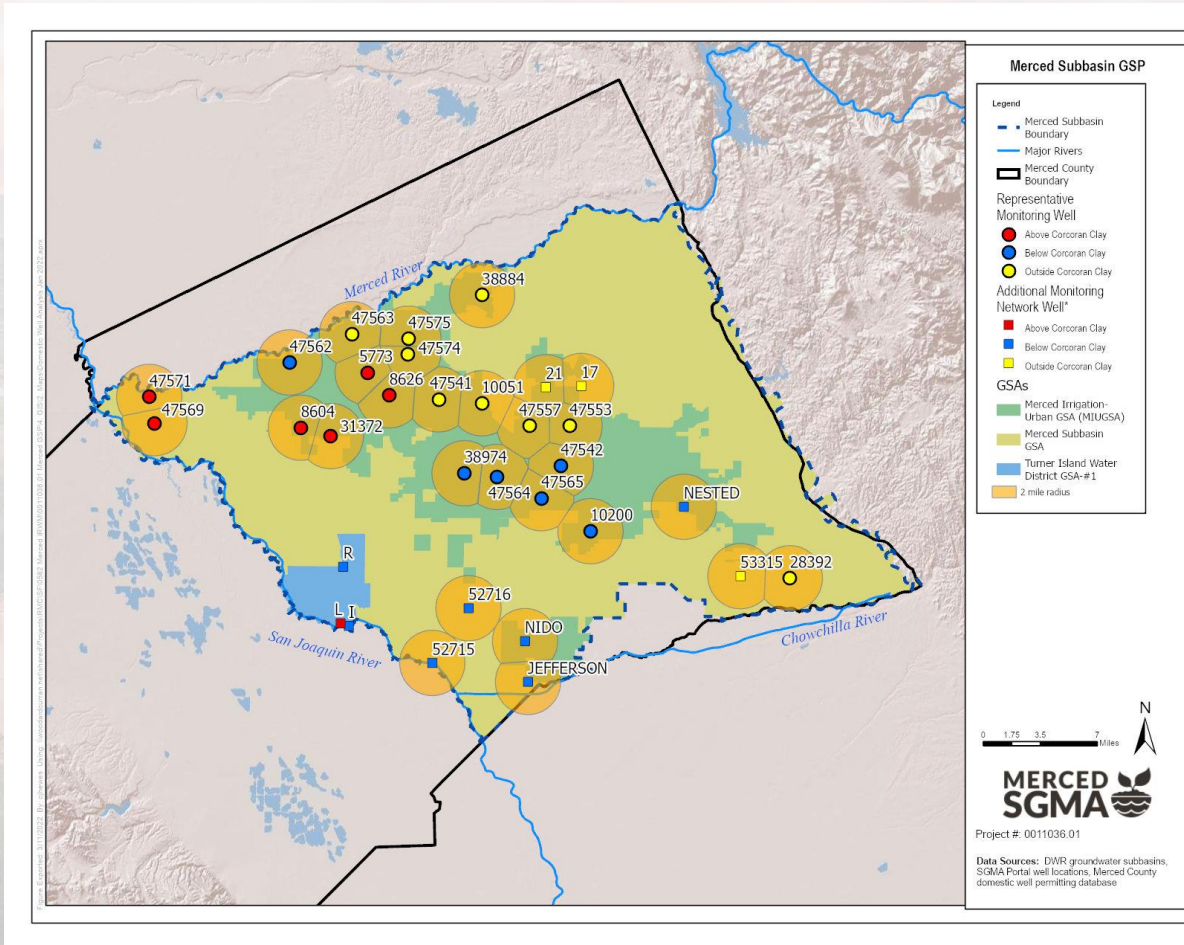 Merced Subbasin GSP
Legend
Merced Subbasin
Boundary
Major Rivers
Merced County
Boundary
Representative
Monitoring Well
Above Corcoran Clay
Below Corcoran Clay
Outside Corcoran Clay
Additional Monitoring
Network Well*
Above Corcoran Clay
Below Corcoran Clay
Outside Corcoran Clay
GSAs
Merced Irrigation-
Urban GSA (MIUGSA)
Merced Subbasin
GSA
Turner Island Water
District GSA-#1
2 mile radius
Merced River
38884
47563
47575
47574
47562
5773
8626
47541
10051
21
17
47571
47569
8604
31372
47557
47553
38974
47564
47542
47565
NESTED
10200
R
L
I
53315
28392
52716
NIDO
52715
JEFFERSON
San Joaquin River
Chowchilla River
N
0 1.75 3.5 7
Miles
MERCED
SGMA
Project #: 0011036.01
Data Sources: DWR groundwater subbasins,
SGMA Portal well locations, Merced County
domestic well permitting database